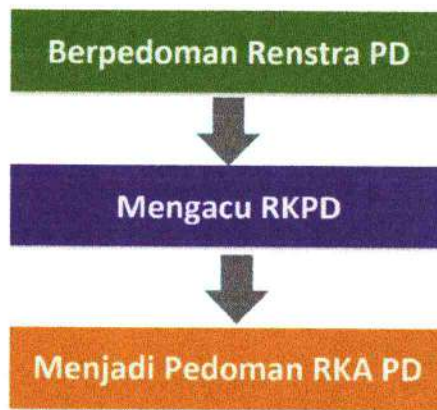 Berpedoman Renstra PD
Mengacu RKPD
Menjadi Pedoman RKA PD